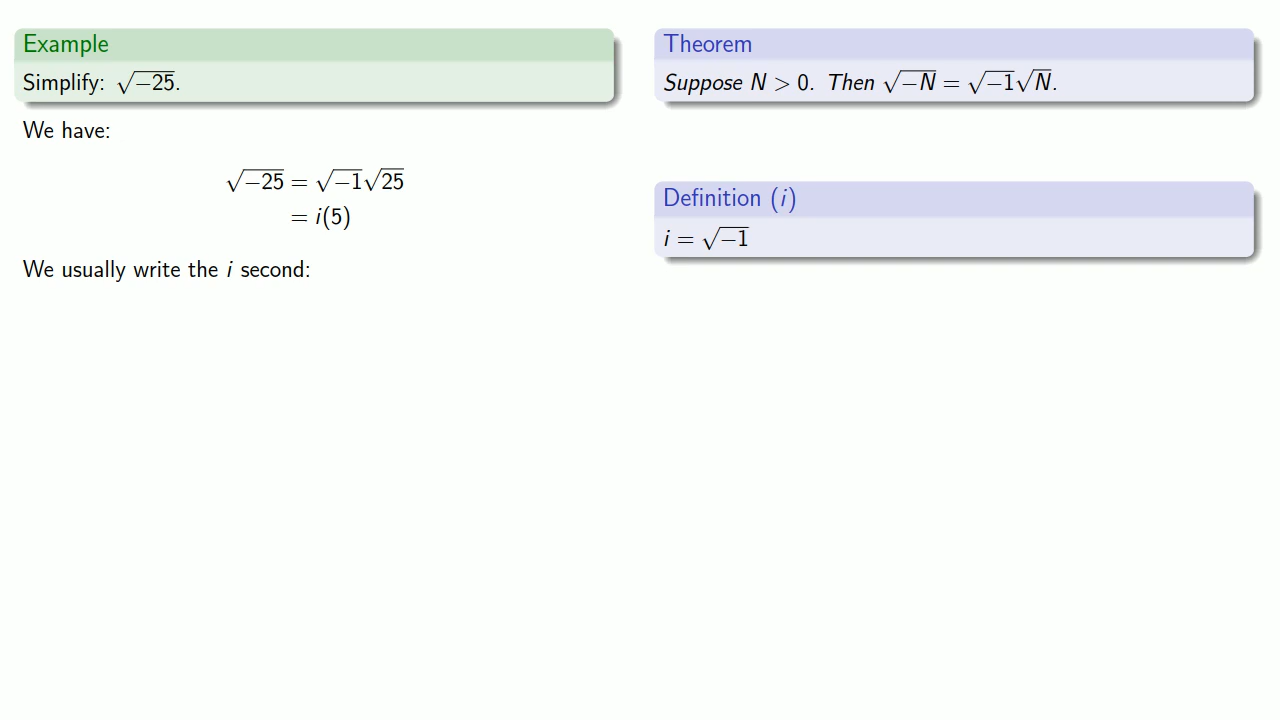 Example
Simplify: √−25.
We have:
√−25 = √−1√25
= i(5)
We usually write the i second:
Theorem
Suppose N > 0. Then √−N = √−1√N.
Definition (i)
i = √−1